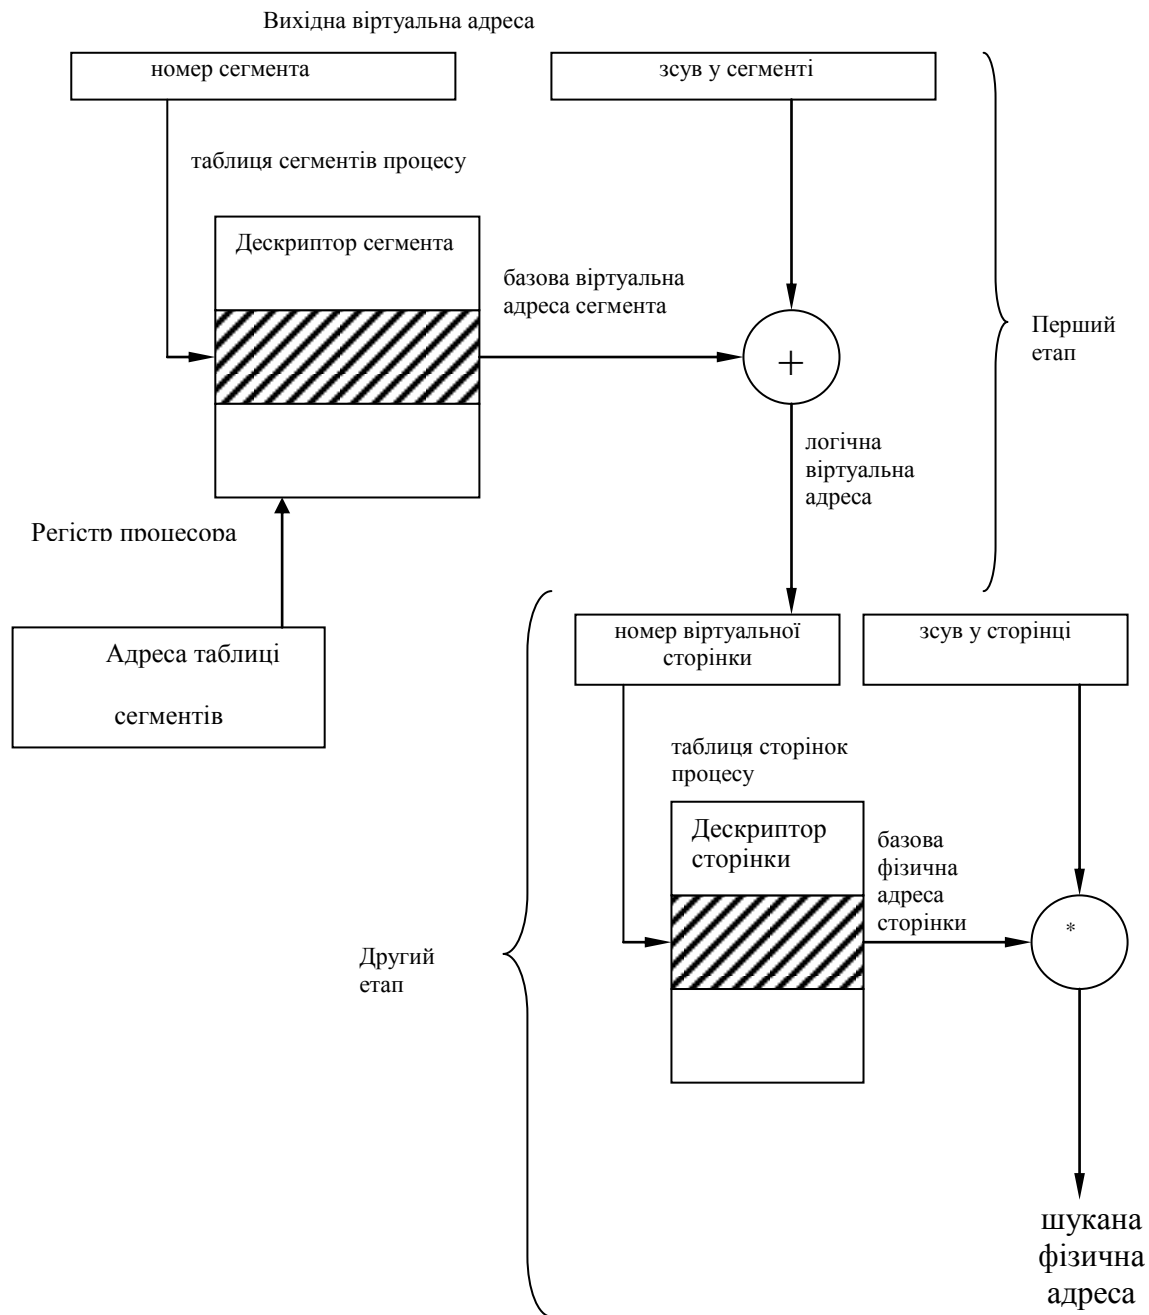 Вихідна віртуальна адреса
номер сегмента
зсув у сегменті
таблиця сегментів процесу
Дескриптор сегмента
базова віртуальна
адреса сегмента
+
Перший
етап
логічна
віртуальна
адреса
Регістр процесора
Адреса таблиці
сегментів
номер віртуальної
сторінки
зсув у сторінці
таблиця сторінок
процесу
Дескриптор
сторінки
базова
фізична
адреса
сторінки
*
Другий
етап
шукана
фізична
адреса